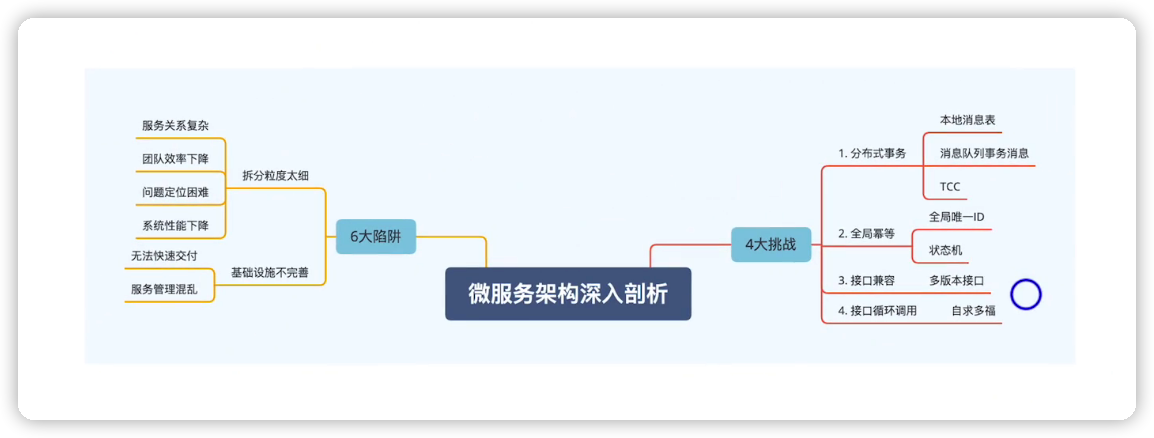 微服务架构深入剖析
6大陷阱
拆分粒度太细
服务关系复杂
团队效率下降
问题定位困难
系统性能下降
基础设施不完善
无法快速交付
服务管理混乱
4大挑战
1. 分布式事务
本地消息表
消息队列事务消息
TCC
2. 全局幂等
全局唯一ID
状态机
3. 接口兼容
多版本接口
4. 接口循环调用
自求多福